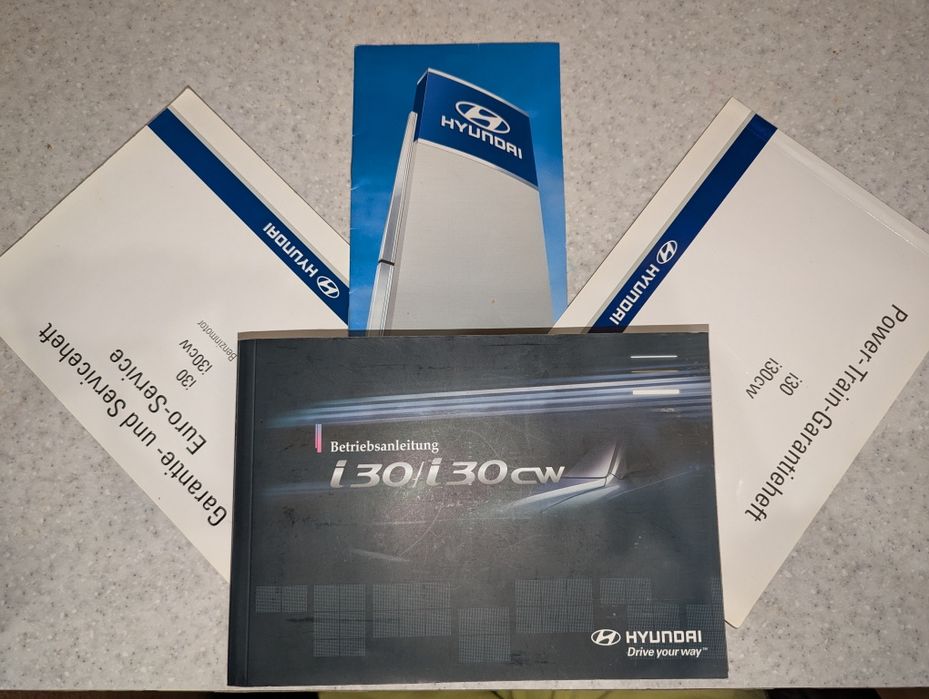 HYUNDAI
HYUNDAI
Garantie- und Serviceheft
Euro-Service
i30
i30cw
Benzinmotor
HYUNDAI
Power-Train-Garantieheft
i30
i30cw
Betriebsanleitung
i30/i30cw
HYUNDAI
Drive your way™